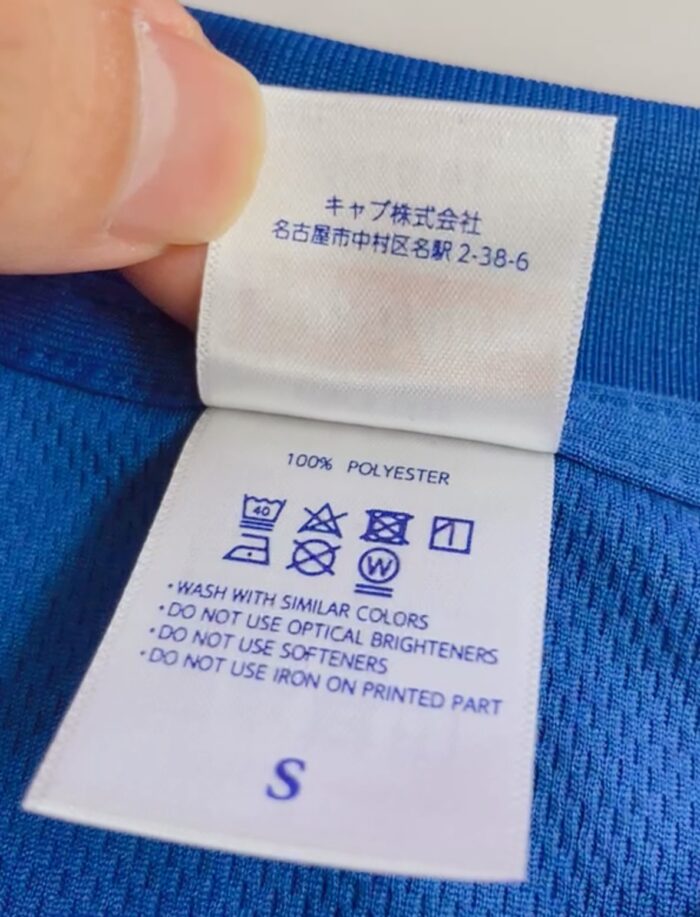 キャプ株式会社
名古屋市中村区名駅 2-38-6
100% POLYESTER
40
W
• WASH WITH SIMILAR COLORS
• DO NOT USE OPTICAL BRIGHTENERS
• DO NOT USE SOFTENERS
• DO NOT USE IRON ON PRINTED PART
S